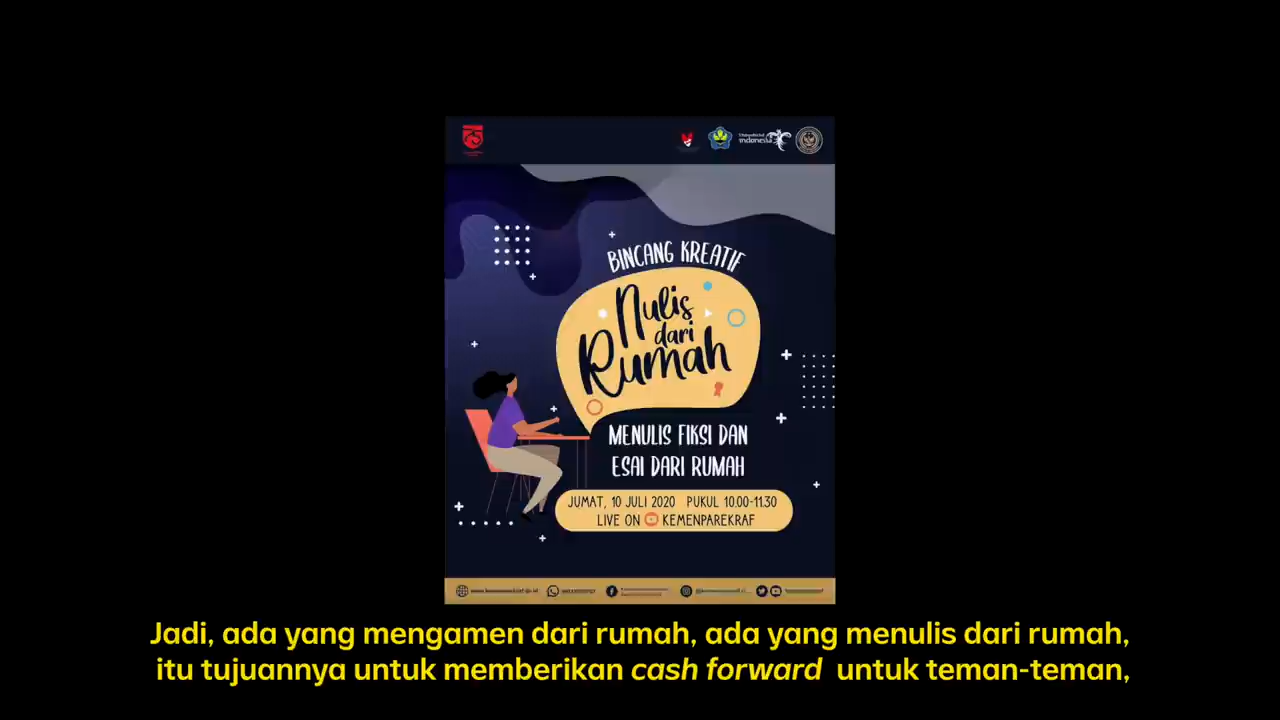 75
indonesia
BINCANG KREATIF
Nulis
dari
Rumah
MENULIS FIKSI DAN
ESAI DARI RUMAH
JUMAT, 10 JULI 2020 PUKUL 10.00-11.30
LIVE ON KEMENPAREKRAF
Jadi, ada yang mengamen dari rumah, ada yang menulis dari rumah,
itu tujuannya untuk memberikan cash forward untuk teman-teman,